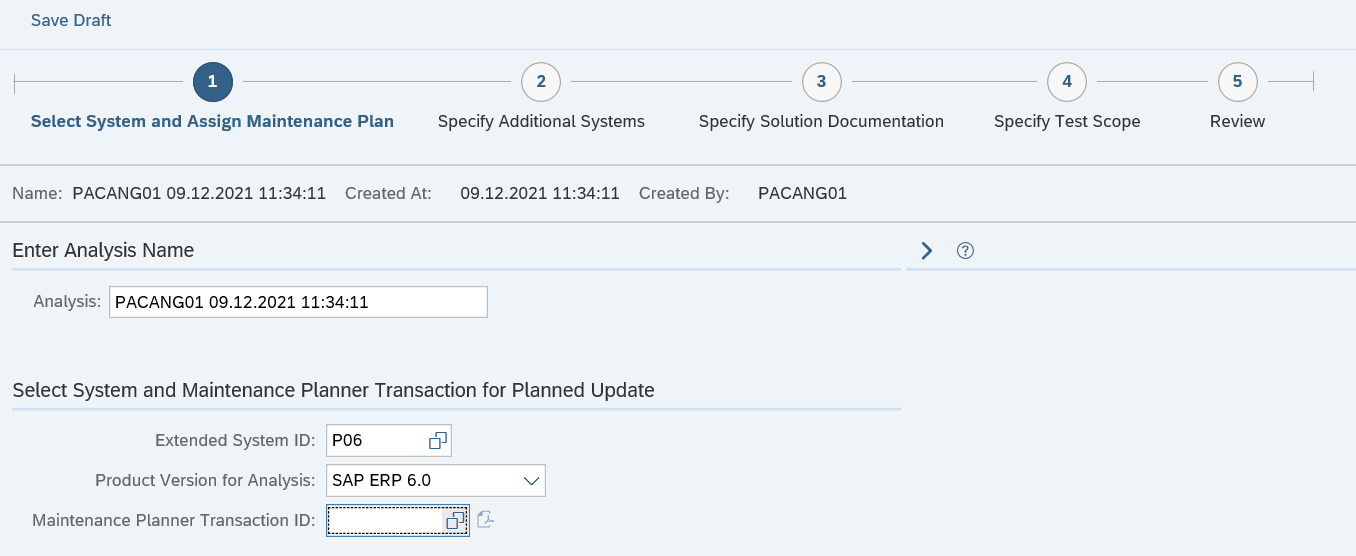 Save Draft
1 2 3 4 5
Select System and Assign Maintenance Plan Specify Additional Systems Specify Solution Documentation Specify Test Scope Review
Name: PACANG01 09.12.2021 11:34:11 Created At: 09.12.2021 11:34:11 Created By: PACANG01
Enter Analysis Name
Analysis: PACANG01 09.12.2021 11:34:11
Select System and Maintenance Planner Transaction for Planned Update
Extended System ID: P06
Product Version for Analysis: SAP ERP 6.0
Maintenance Planner Transaction ID: